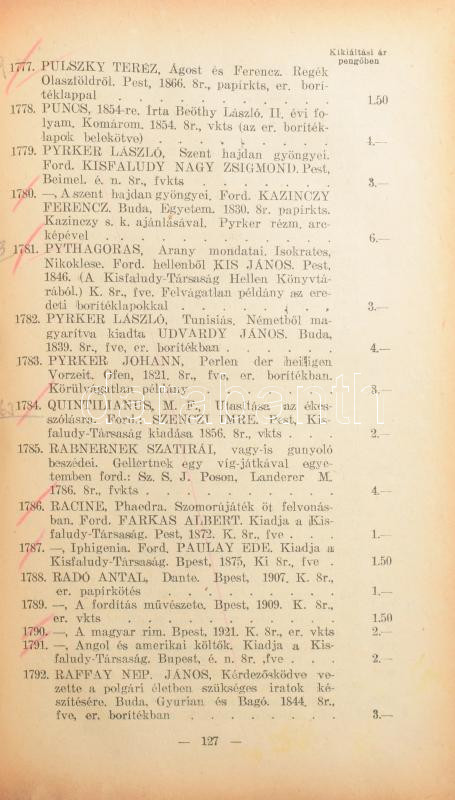 Kikiáltási ár
pengőben
1777. PULSZKY TERÉZ, Ágost és Ferencz. Regék
Olaszföldről. Pest, 1866. 8r., papírkts, er. borí-
téklappal . . . . . . . . . . . 1.50
1778. PUNCS, 1854-re. Irta Beöthy László. II. évi fo-
lyam, Komárom. 1854. 8r., vkts (az er. boríték-
lapok belekötve) . . . . . . . . 4.—
1779. PYRKER LÁSZLÓ, Szent hajdan gyöngyei.
Ford. KISFALUDY NAGY ZSIGMOND. Pest,
Beimel. é. n. 8r., fvkts . . . . . . . 3.—
1780. —, A szent hajdan gyöngyei. Ford. KAZINCZY
FERENCZ. Buda, Egyetem. 1830. 8r. papirkts.
Kazinczy s. k. ajánlásával. Pyrker rézm. arc-
képével . . . . . . . . . . . 6.—
1781. PYTHAGORAS, Arany mondatai. Isokrates,
Nikoklese. Ford. hellenből KIS JÁNOS. Pest,
1846. (A Kisfaludy-Társaság Hellen Könyvtá-
rából.) K. 8r., fve. Felvágatlan példány az ere-
deti borítéklapokkal . . . . . . . 3.—
1782. PYRKER LÁSZLÓ, Tunisiás. Németből ma-
gyarítva kiadta UDVARDY JÁNOS. Buda,
1839. 8r., fve, er. borítékban . . . . . 4.—
1783. PYRKER JOHANN, Perlen der heiligen
Vorzeit. Ofen, 1821. 8r., fve, er. borítékban.
Körülvágatlan példány . . . . . . . 3.—
1784. QUINTILIANUS, M. F., Utasítása az ékes-
szólásra. Ford.: SZENCZI IMRE. Pest, Kis-
faludy-Társaság kiadása 1856. 8r., vkts . . . 2.—
1785. RABNERNEK SZATIRÁI, vagy-is gunyoló
beszédei. Gellertnek egy víg-játkával egye-
temben ford.: Sz. S. J. Poson, Landerer M.
1786. 8r., fvkts . . . . . . . . . 4.—
1786. RACINE, Phaedra. Szomorújáték öt felvonás-
ban. Ford. FARKAS ALBERT. Kiadja a Kis-
faludy-Társaság. Pest, 1872. K. 8r., fve . . . 1.—
1787. —, Iphigenia. Ford. PAULAY EDE. Kiadja a
Kisfaludy-Társaság. Bpest, 1875, Ki 8r., fve . 1.50
1788. RADÓ ANTAL, Dante. Bpest, 1907. K. 8r.,
er. papírkötés . . . . . . . . . 1.—
1789. —, A fordítás művészete. Bpest, 1909. K. 8r.,
er. vkts . . . . . . . . . . . 1.50
1790. —, A magyar rim. Bpest, 1921. K. 8r., er. vkts 2.—
1791. —, Angol és amerikai költők. Kiadja a Kis-
faludy-Társaság. Bupest, é. n. 8r. ,fve . . . 2.—
1792. RAFFAY NEP. JÁNOS, Kérdezősködve ve-
zette a polgári életben szükséges iratok ké-
szítésére. Buda, Gyurian és Bagó. 1844. 8r.,
fve, er. borítékban . . . . . . . . 3.—
— 127 —